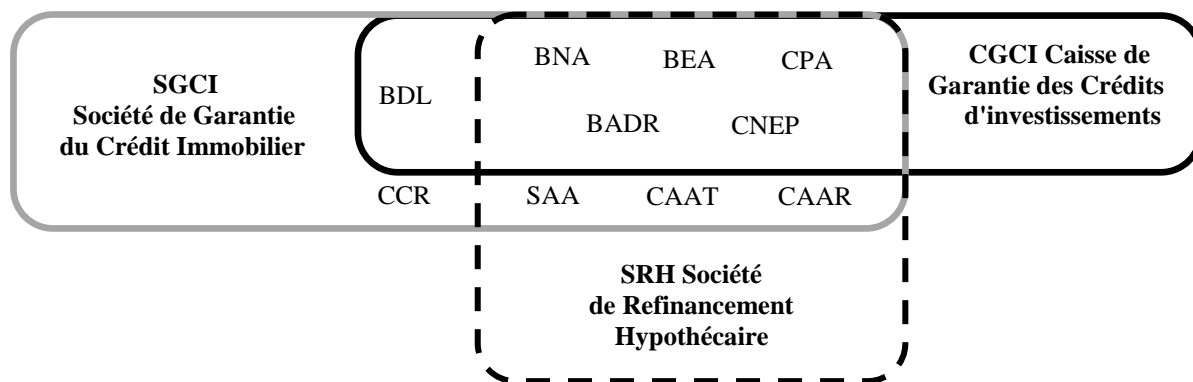 SGCI
Société de Garantie
du Crédit Immobilier
BDL
BNA BEA CPA
BADR CNEP
CGCI Caisse de
Garantie des Crédits
d'investissements
CCR SAA CAAT CAAR
SRH Société
de Refinancement
Hypothécaire